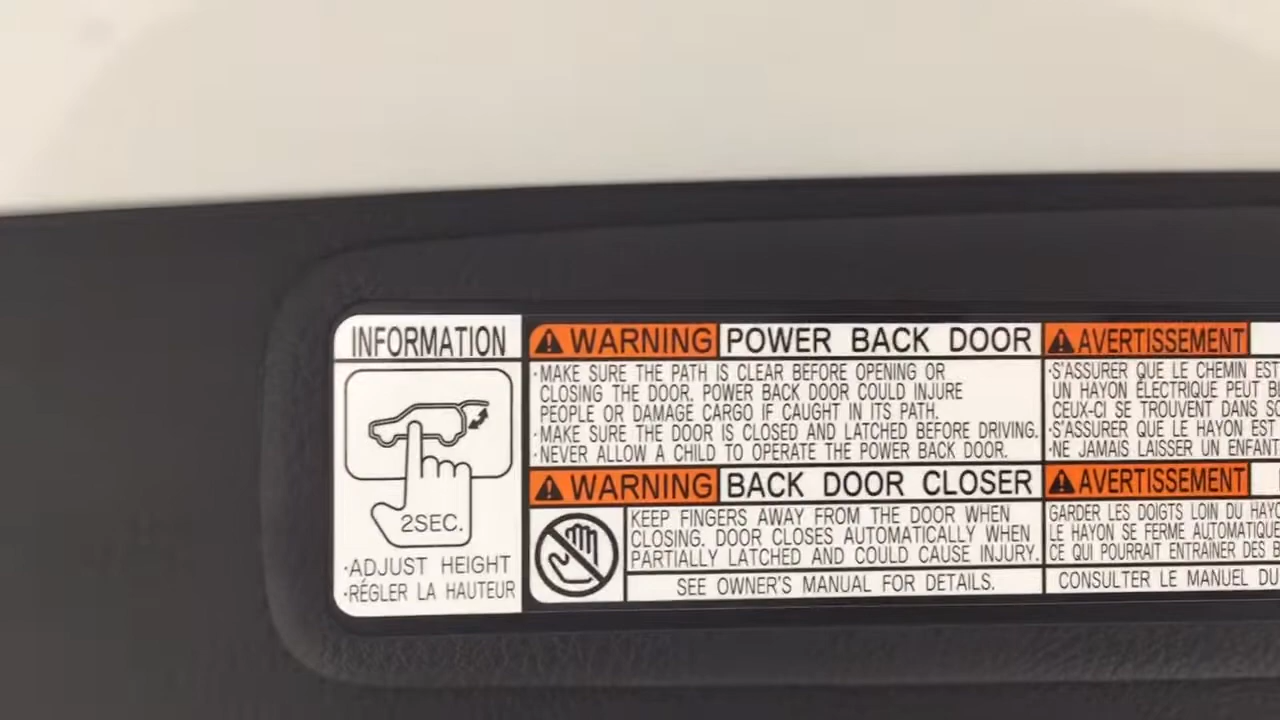 INFORMATION
2SEC.
·ADJUST HEIGHT
·RÉGLER LA HAUTEUR
WARNING POWER BACK DOOR
·MAKE SURE THE PATH IS CLEAR BEFORE OPENING OR
CLOSING THE DOOR. POWER BACK DOOR COULD INJURE
PEOPLE OR DAMAGE CARGO IF CAUGHT IN ITS PATH.
·MAKE SURE THE DOOR IS CLOSED AND LATCHED BEFORE DRIVING.
·NEVER ALLOW A CHILD TO OPERATE THE POWER BACK DOOR.
WARNING BACK DOOR CLOSER
KEEP FINGERS AWAY FROM THE DOOR WHEN
CLOSING. DOOR CLOSES AUTOMATICALLY WHEN
PARTIALLY LATCHED AND COULD CAUSE INJURY.
SEE OWNER'S MANUAL FOR DETAILS.
AVERTISSEMENT
·S'ASSURER QUE LE CHEMIN EST
UN HAYON ÉLECTRIQUE PEUT
CEUX-CI SE TROUVENT DANS
·S'ASSURER QUE LE HAYON EST
·NE JAMAIS LAISSER UN ENFANT
AVERTISSEMENT
GARDER LES DOIGTS LOIN DU
LE HAYON SE FERME
CE QUI POURRAIT ENTRAÎNER DES
CONSULTER LE MANUEL DU